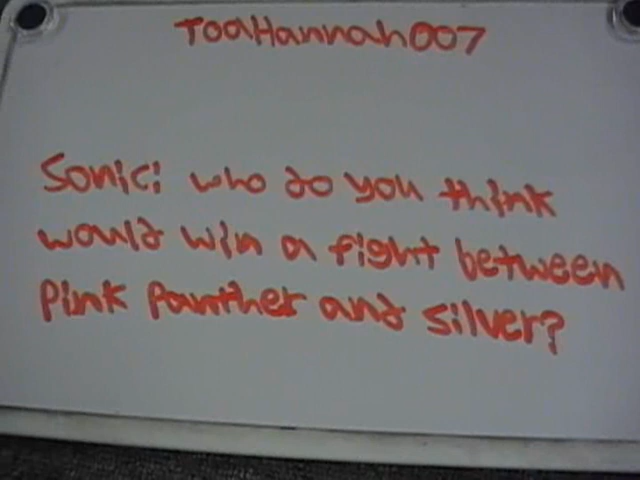 ToaHannah007
Sonic: who do you think
would win a fight between
Pink Panther and Silver?